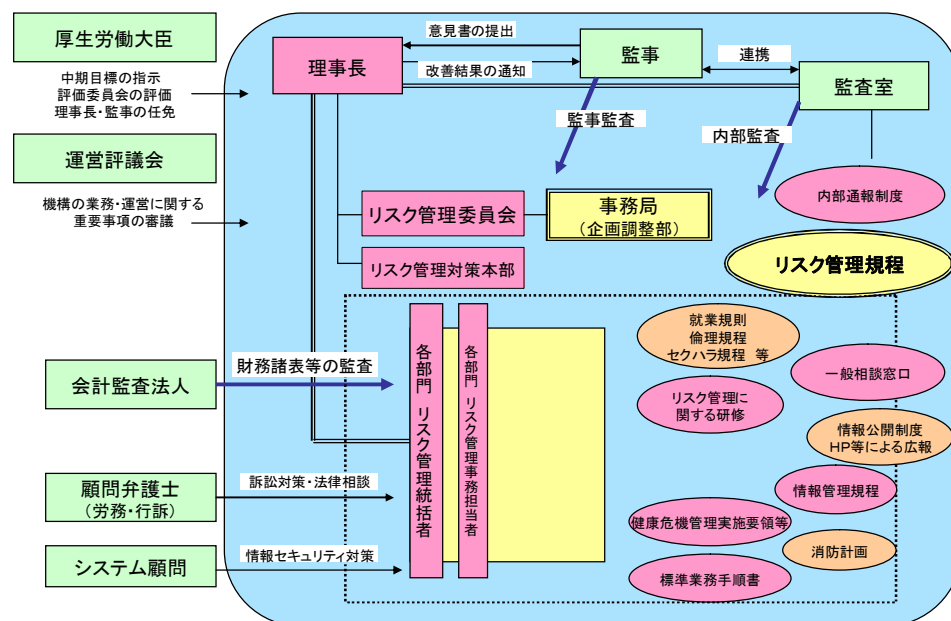 厚生労働大臣
中期目標の指示
評価委員会の評価
理事長・監事の任免
運営評議会
機構の業務・運営に関する
重要事項の審議
会計監査法人
財務諸表等の監査
顧問弁護士
(労務・行訴)
訴訟対策・法律相談
システム顧問
情報セキュリティ対策
理事長
意見書の提出
改善結果の通知
監事
連携
監査室
監事監査
内部監査
内部通報制度
リスク管理委員会
事務局
(企画調整部)
リスク管理対策本部
リスク管理規程
各部門 リスク管理統括者
各部門 リスク管理事務担当者
就業規則
倫理規程
セクハラ規程 等
一般相談窓口
リスク管理に
関する研修
情報公開制度
HP等による広報
情報管理規程
健康危機管理実施要領等
消防計画
標準業務手順書